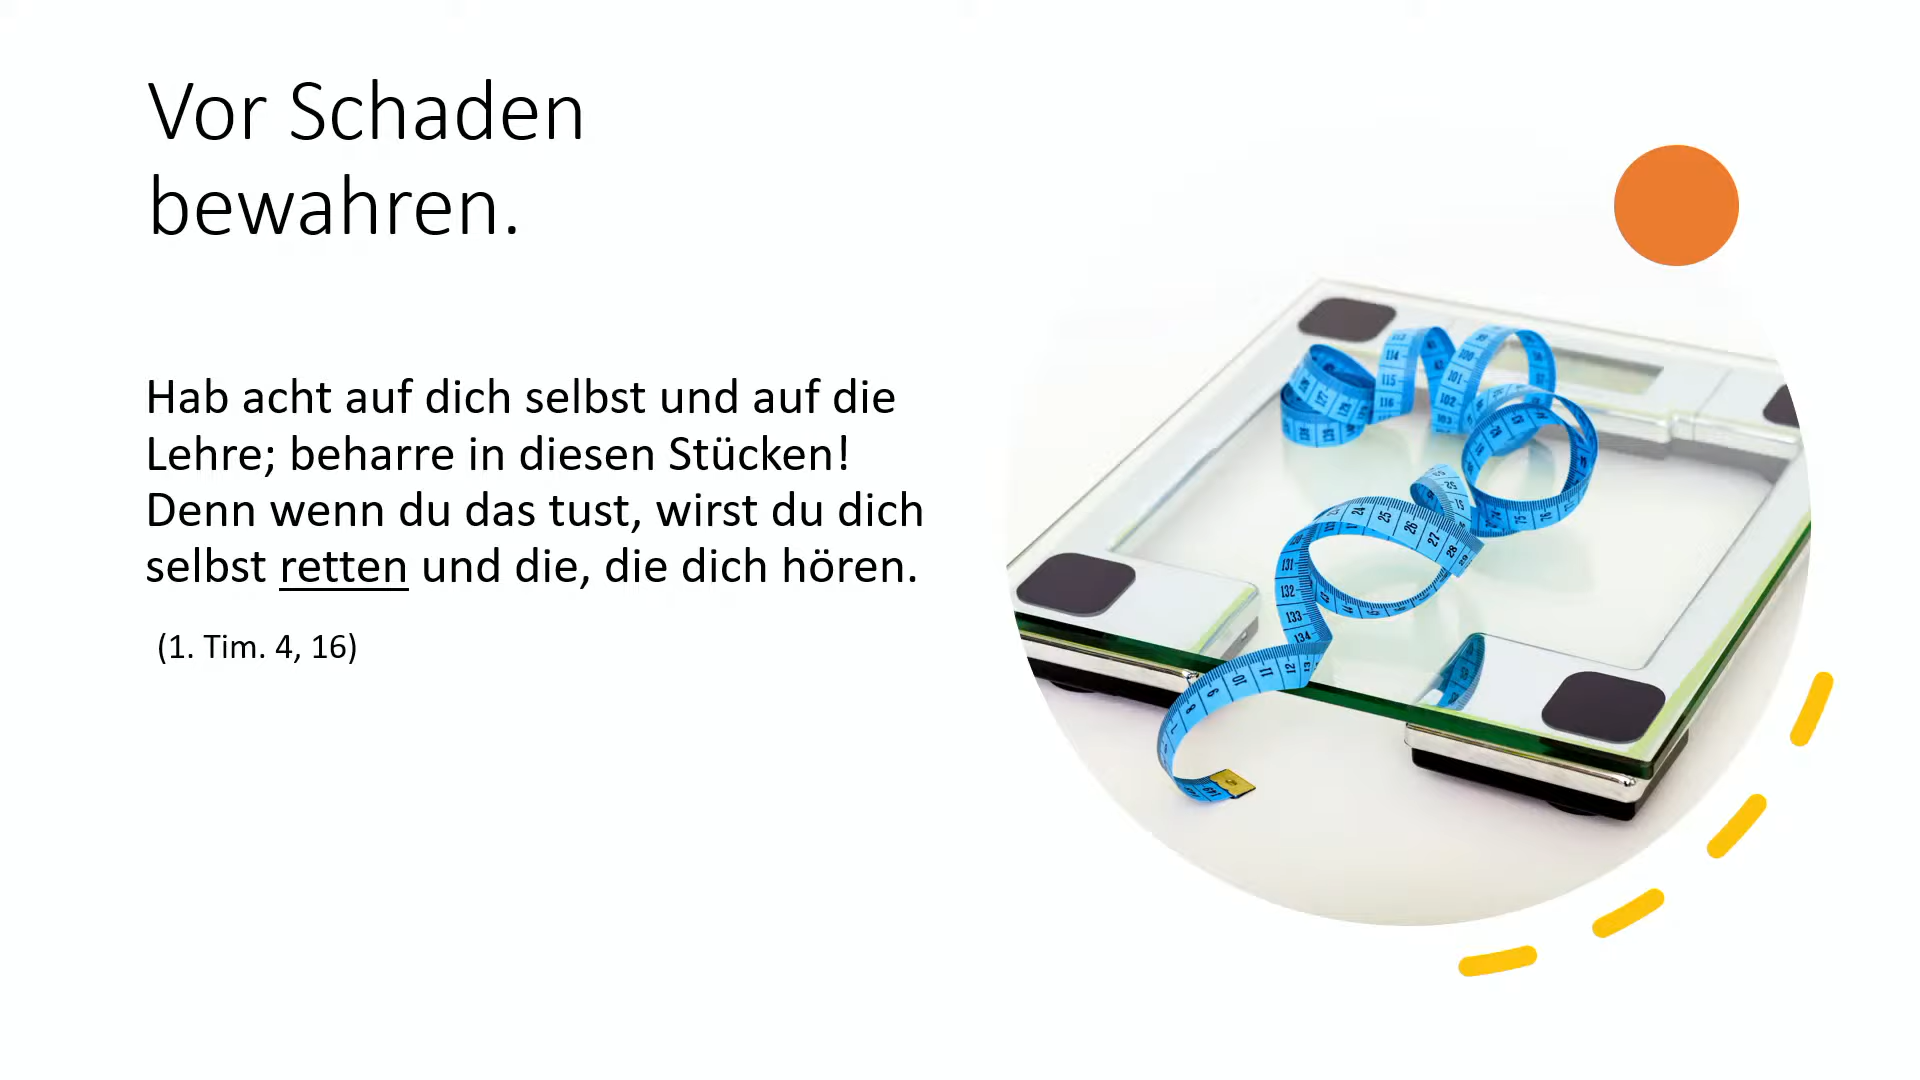 Vor Schaden
bewahren.
Hab acht auf dich selbst und auf die
Lehre; beharre in diesen Stücken!
Denn wenn du das tust, wirst du dich
selbst retten und die, die dich hören.
(1. Tim. 4, 16)